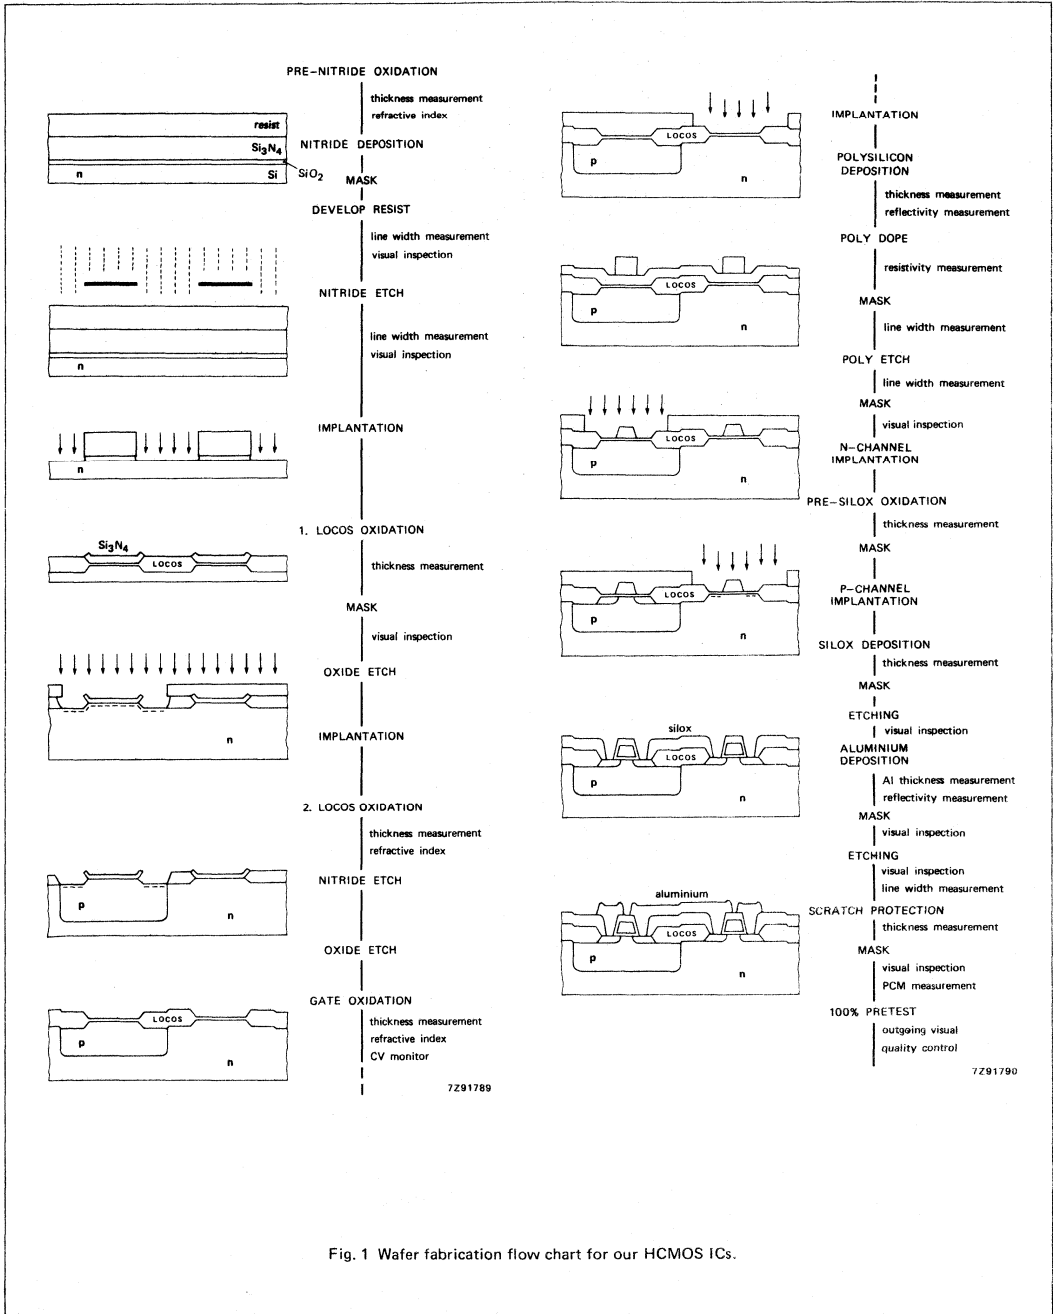 PRE-NITRIDE OXIDATION
thickness measurement
refractive index
resist
Si3N4
NITRIDE DEPOSITION
SiO2
n
Si
MASK
DEVELOP RESIST
line width measurement
visual inspection
NITRIDE ETCH
line width measurement
visual inspection
n
IMPLANTATION
n
1. LOCOS OXIDATION
Si3N4
LOCOS
thickness measurement
MASK
visual inspection
OXIDE ETCH
n
IMPLANTATION
2. LOCOS OXIDATION
thickness measurement
refractive index
NITRIDE ETCH
p
n
OXIDE ETCH
GATE OXIDATION
LOCOS
thickness measurement
refractive index
CV monitor
p
n
7Z91789
IMPLANTATION
LOCOS
p
n
POLYSILICON
DEPOSITION
thickness measurement
reflectivity measurement
POLY DOPE
resistivity measurement
LOCOS
p
n
MASK
line width measurement
POLY ETCH
line width measurement
MASK
visual inspection
LOCOS
p
n
N-CHANNEL
IMPLANTATION
PRE-SILOX OXIDATION
thickness measurement
MASK
P-CHANNEL
IMPLANTATION
LOCOS
p
n
SILOX DEPOSITION
thickness measurement
MASK
ETCHING
visual inspection
silox
LOCOS
p
n
ALUMINIUM
DEPOSITION
Al thickness measurement
reflectivity measurement
MASK
visual inspection
ETCHING
visual inspection
line width measurement
aluminium
LOCOS
p
n
SCRATCH PROTECTION
thickness measurement
MASK
visual inspection
PCM measurement
100% PRETEST
outgoing visual
quality control
7Z91790
Fig. 1 Wafer fabrication flow chart for our HCMOS ICs.